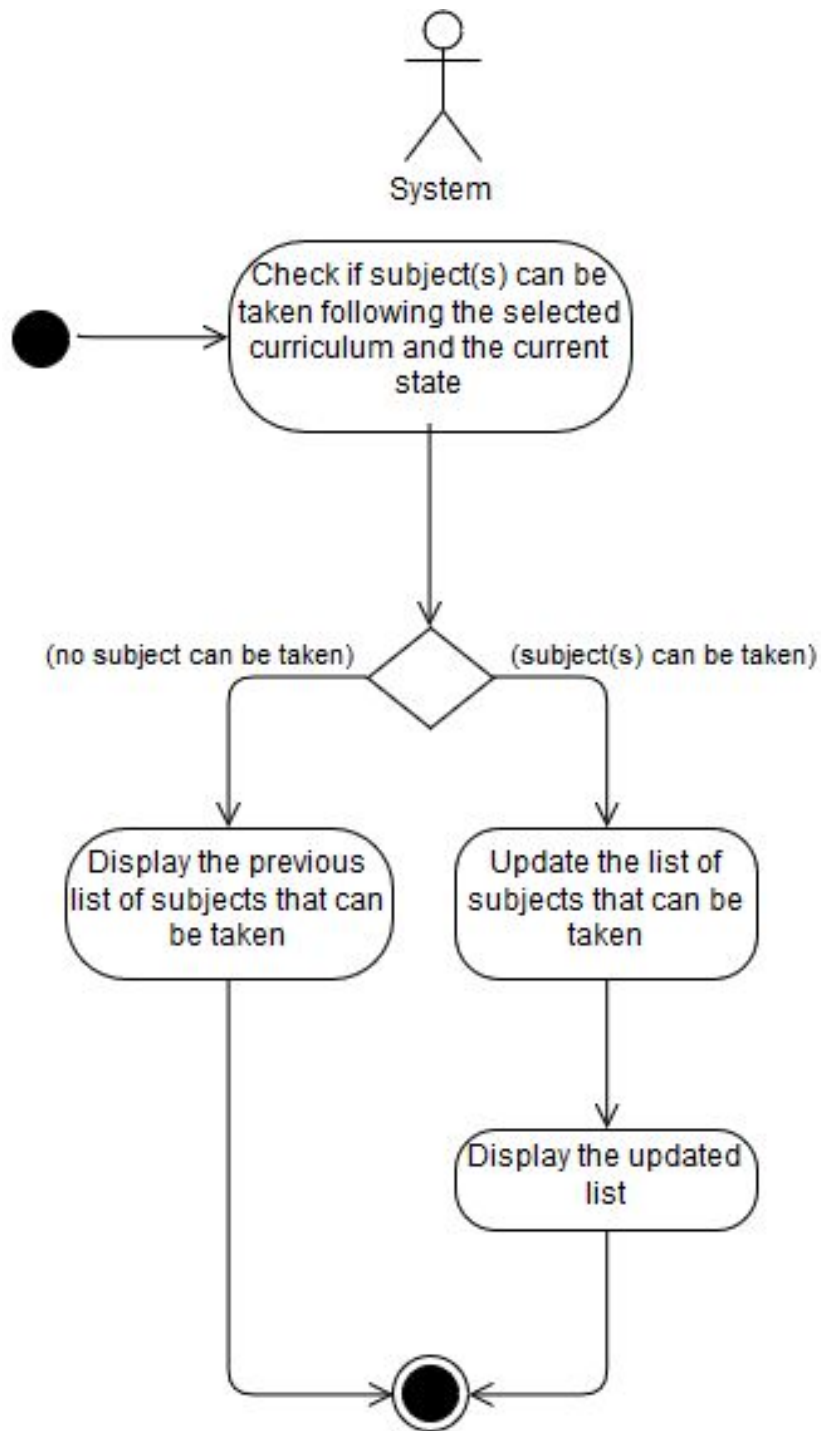 System
Check if subject(s) can be
taken following the selected
curriculum and the current
state
(no subject can be taken)
(subject(s) can be taken)
Display the previous
list of subjects that can
be taken
Update the list of
subjects that can be
taken
Display the updated
list